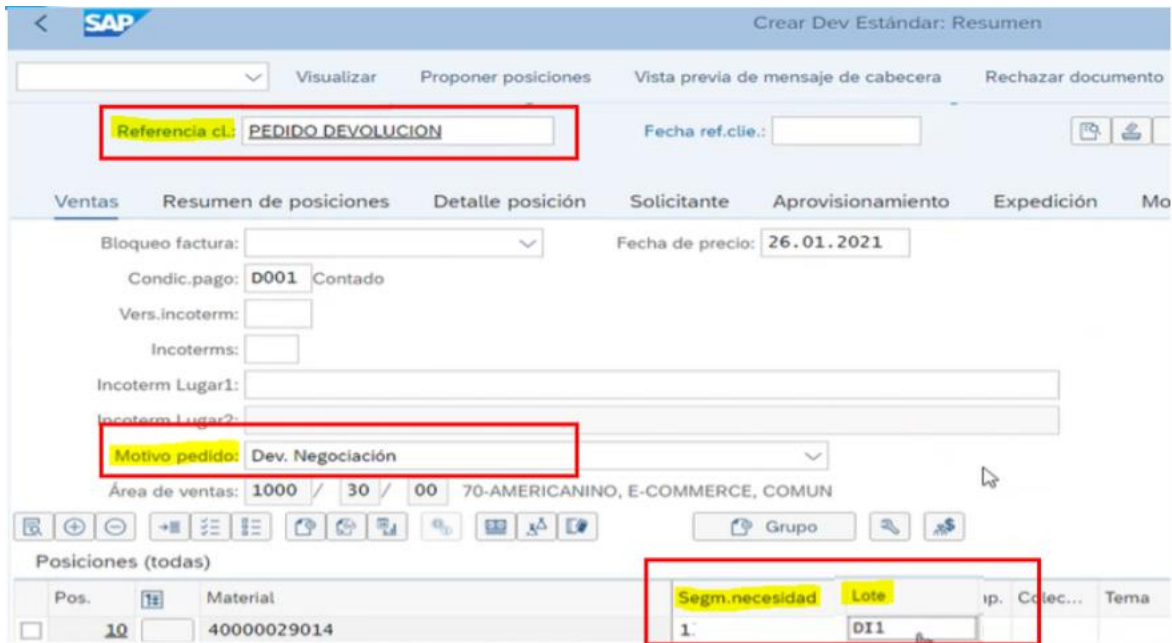 SAP Crear Dev Estándar: Resumen
Visualizar Proponer posiciones Vista previa de mensaje de cabecera Rechazar documento
Referencia cl.: PEDIDO DEVOLUCION Fecha ref.clie.:
Ventas Resumen de posiciones Detalle posición Solicitante Aprovisionamiento Expedición Mo
Bloqueo factura: Fecha de precio: 26.01.2021
Condic.pago: D001 Contado
Vers.incoterm:
Incoterms:
Incoterm Lugar1:
Incoterm Lugar2:
Motivo pedido: Dev. Negociación
Área de ventas: 1000 / 30 / 00 70-AMERICANINO, E-COMMERCE, COMUN
Grupo
Posiciones (todas)
Pos. Material Segm.necesidad Lote ıp. Colec... Tema
10 40000029014 1 DI1